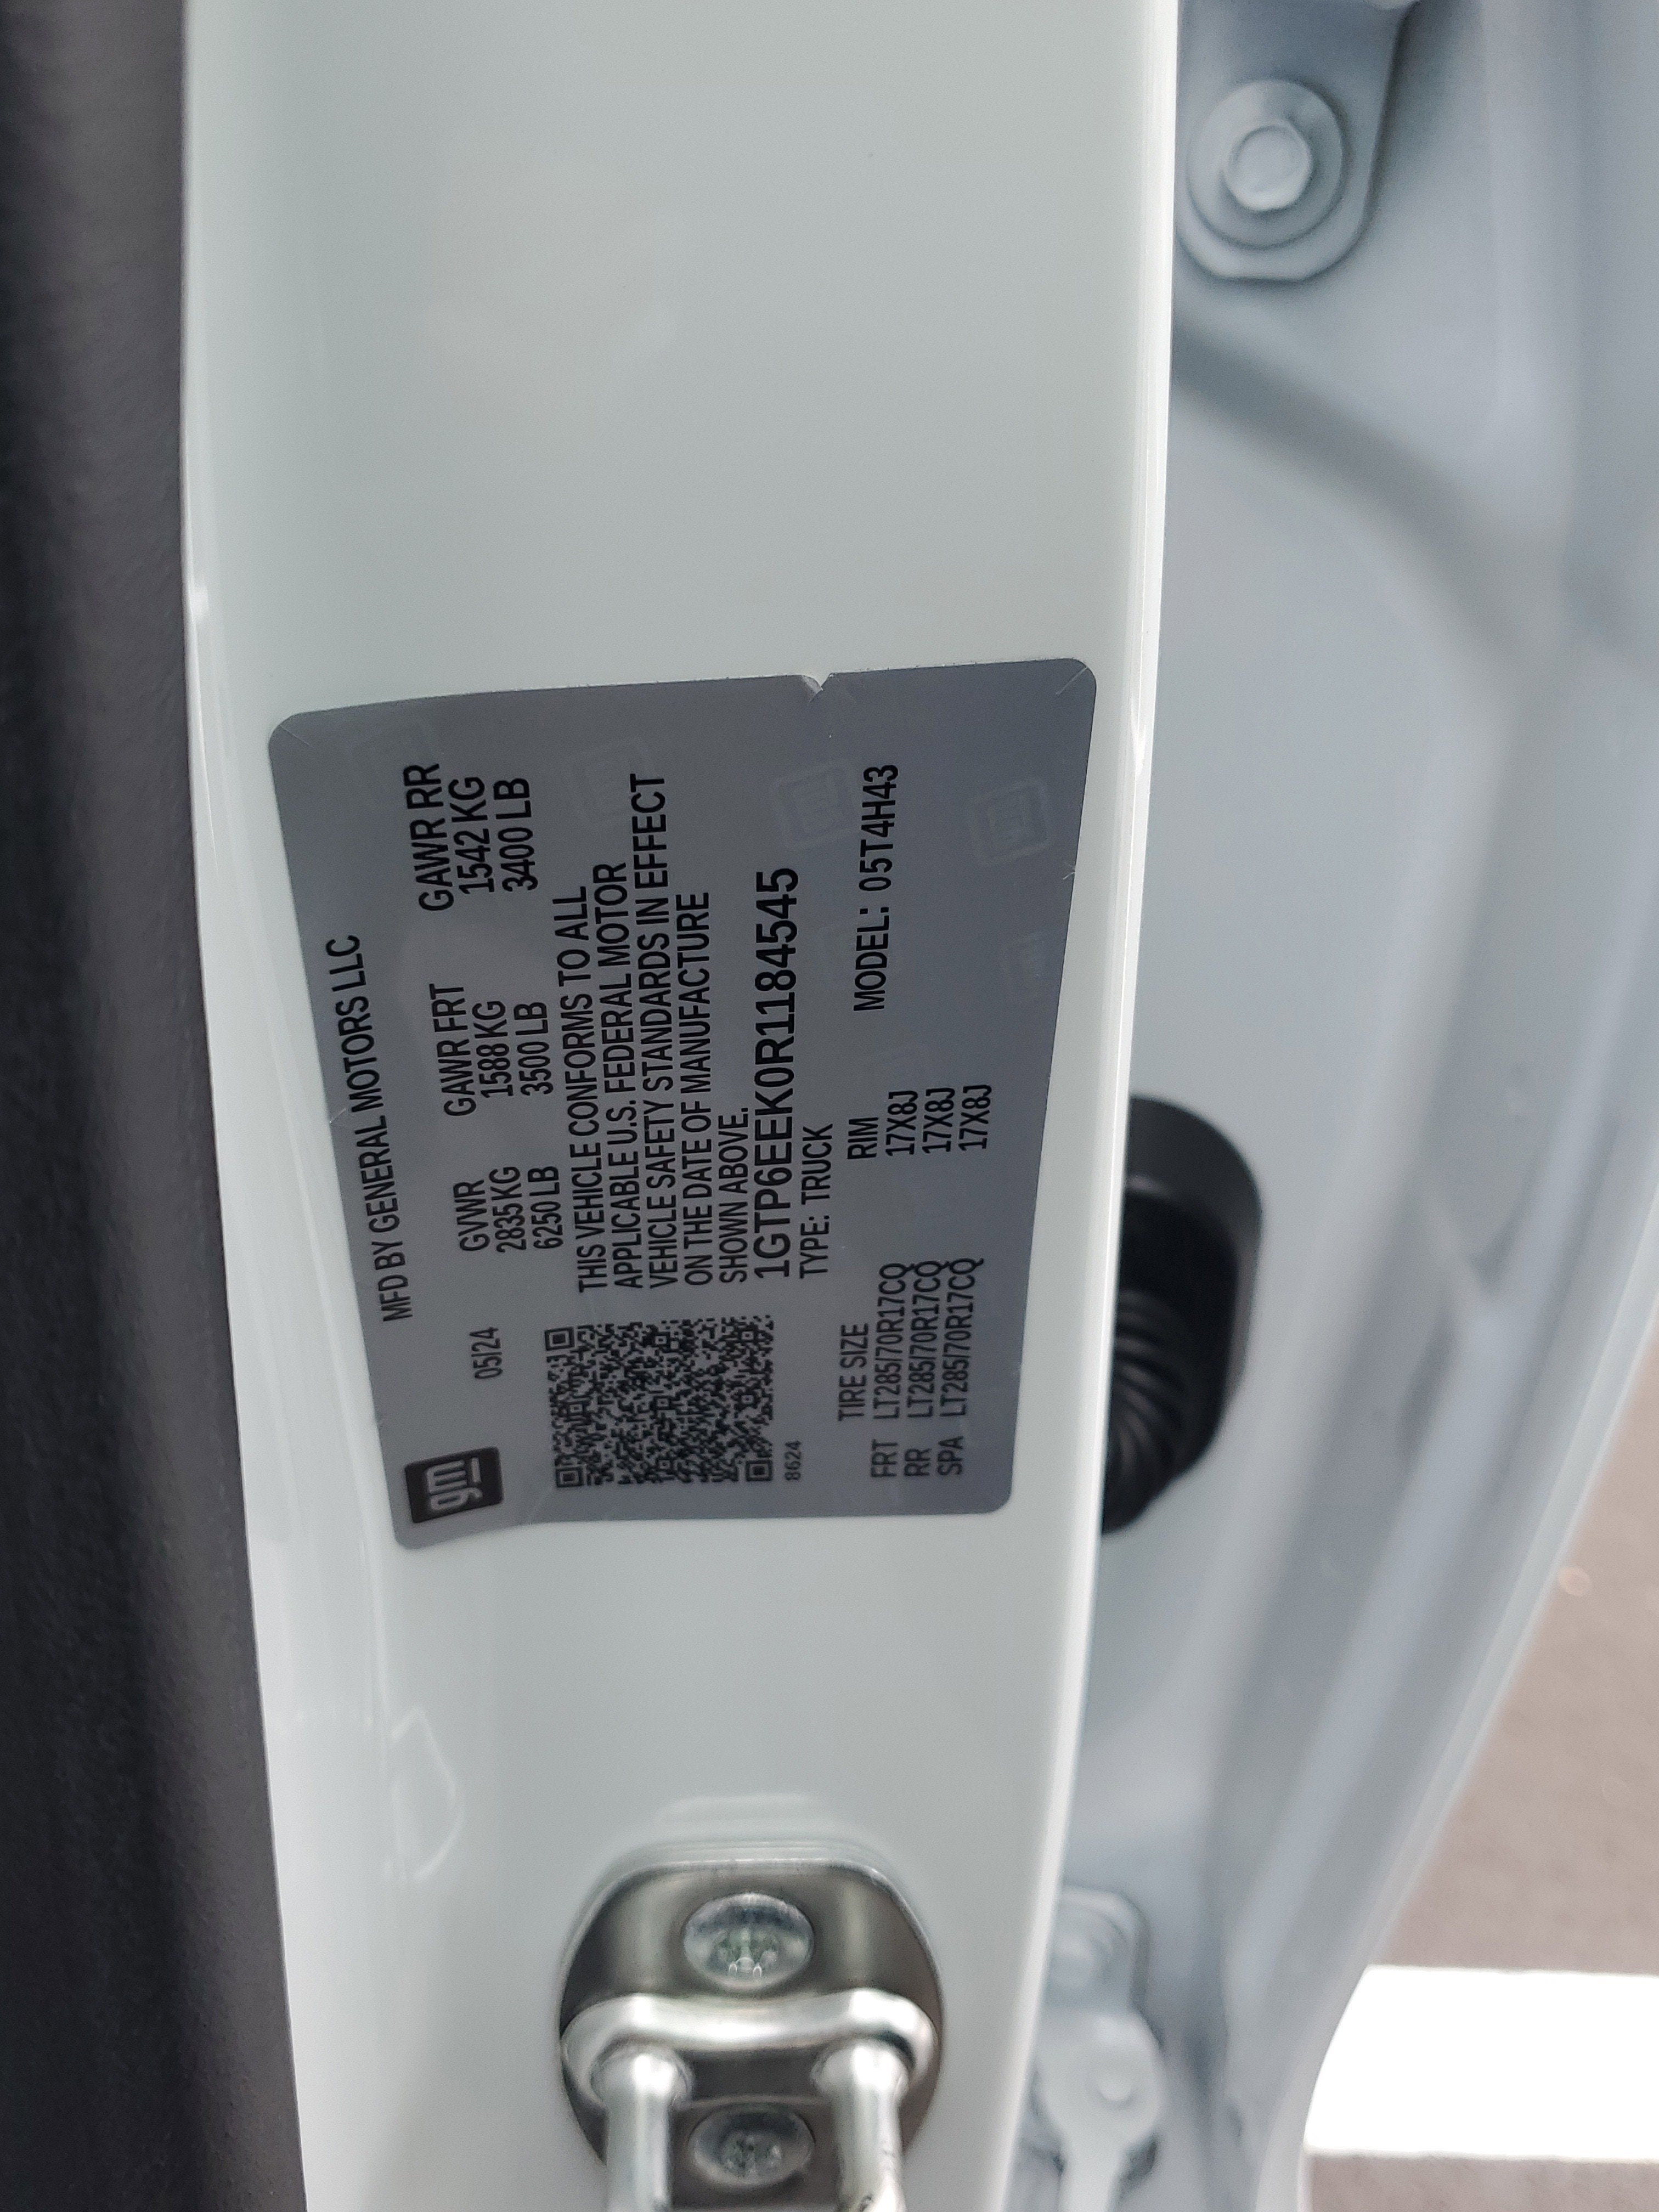 MFD BY GENERAL MOTORS LLC
gm
05/24
GVWR GAWR FRT GAWR RR
2835KG 1588 KG 1542 KG
6250 LB 3500 LB 3400 LB
THIS VEHICLE CONFORMS TO ALL
APPLICABLE U.S. FEDERAL MOTOR
VEHICLE SAFETY STANDARDS IN EFFECT
ON THE DATE OF MANUFACTURE
SHOWN ABOVE.
1GTP6EEK0R1184545
8624 TYPE: TRUCK
TIRE SIZE RIM MODEL: 05T4H43
FRT LT285/70R17CQ 17X8J
RR LT285/70R17CQ 17X8J
SPA LT285/70R17CQ 17X8J